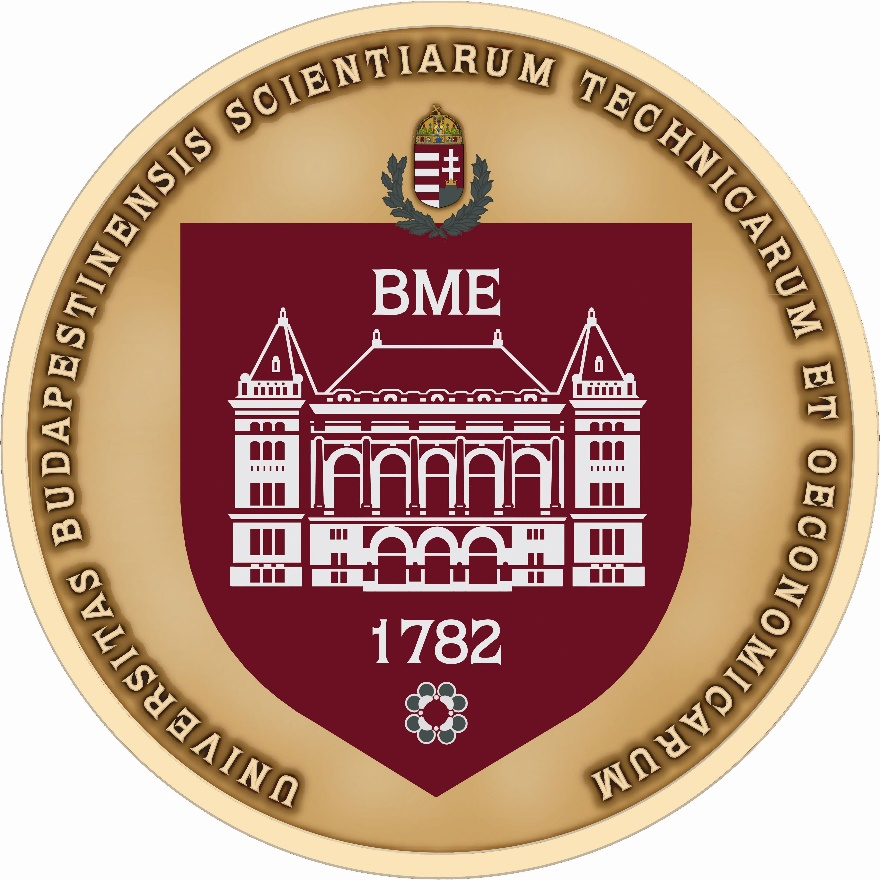 UNIVERSITAS BUDAPESTINENSIS SCIENTIARUM TECHNICARUM ET OECONOMICARUM
BME
1782